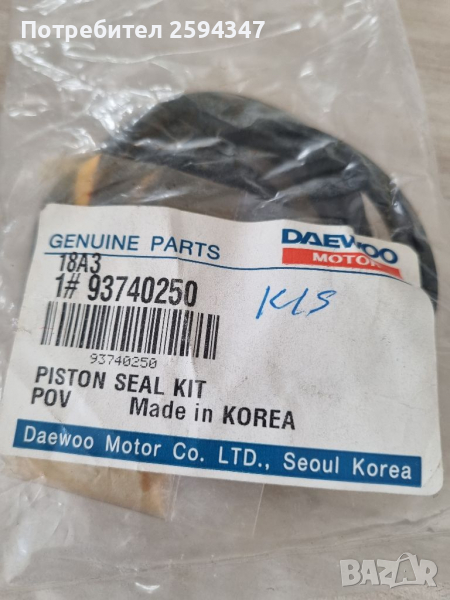 Потребител 2594347
GENUINE PARTS
DAEWOO
MOTOR
18A3
1# 93740250
93740250
PISTON SEAL KIT
POV Made in KOREA
Daewoo Motor Co. LTD., Seoul Korea
bazar